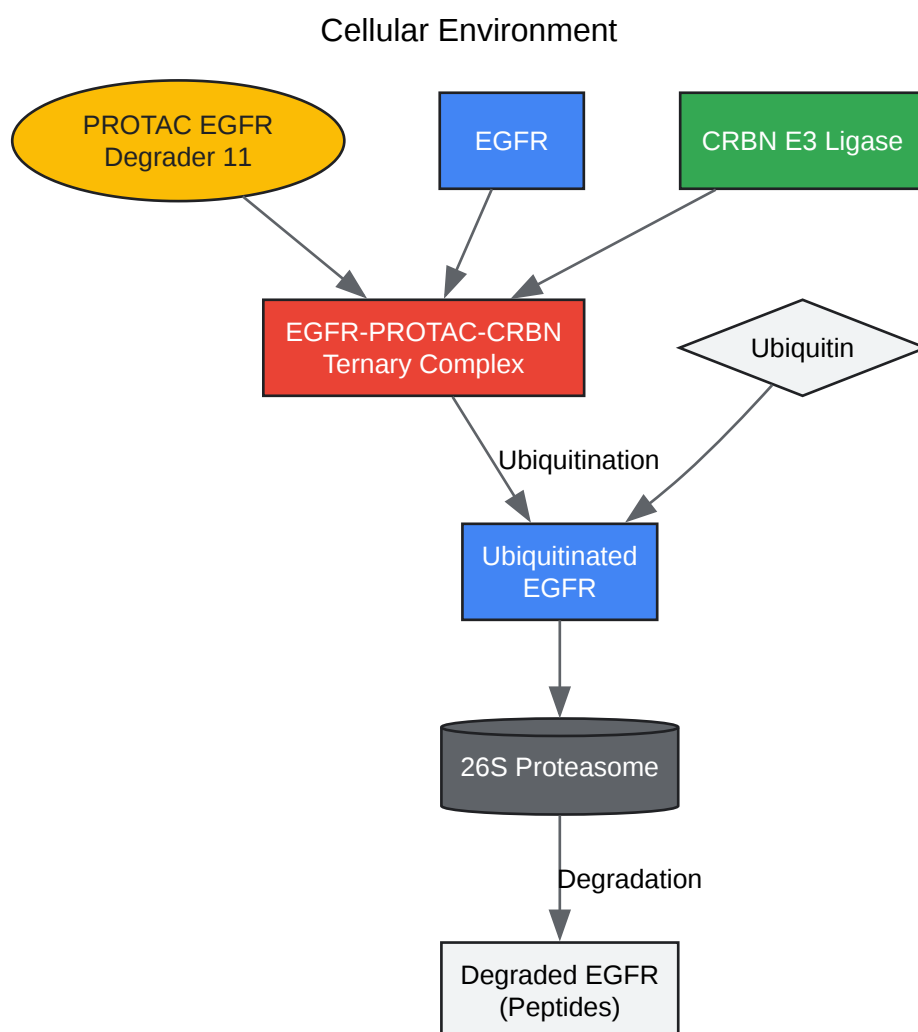 Cellular Environment
PROTAC EGFR
Degrader 11
EGFR
CRBN E3 Ligase
EGFR-PROTAC-CRBN
Ternary Complex
Ubiquitin
Ubiquitination
Ubiquitinated
EGFR
26S Proteasome
Degradation
Degraded EGFR
(Peptides)